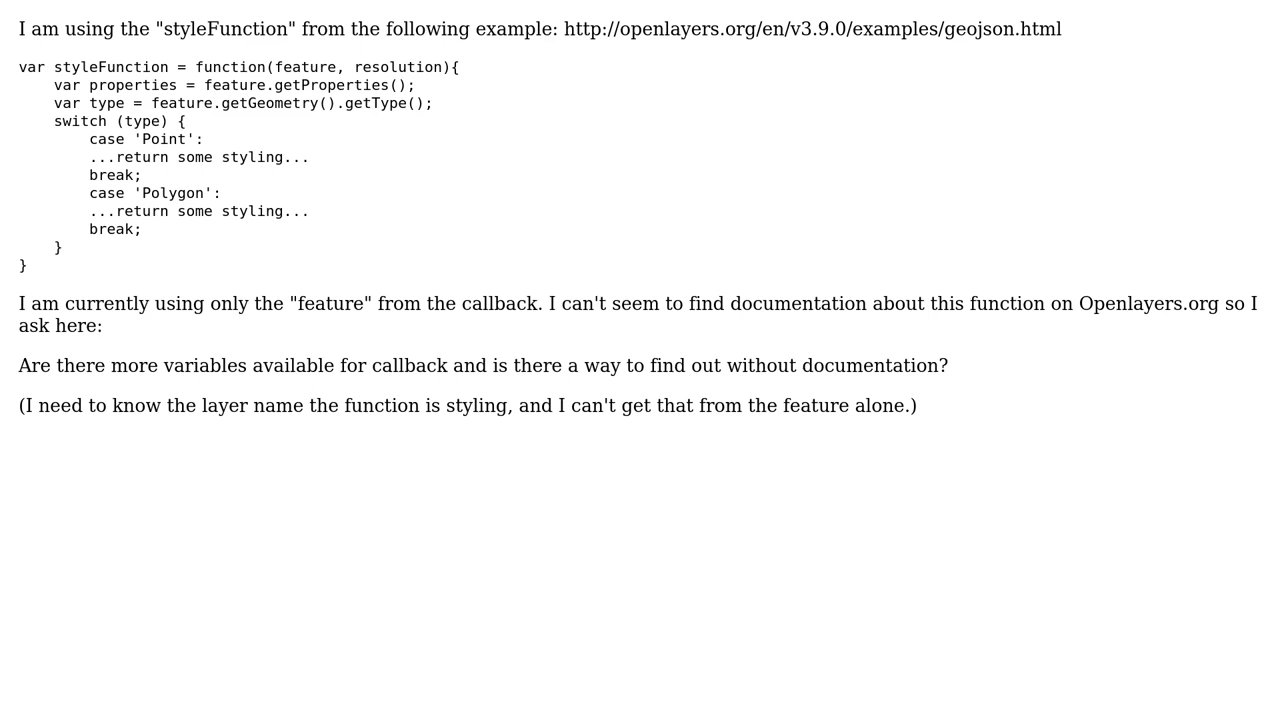 I am using the "styleFunction" from the following example: http://openlayers.org/en/v3.9.0/examples/geojson.html
var styleFunction = function(feature, resolution){
    var properties = feature.getProperties();
    var type = feature.getGeometry().getType();
    switch (type) {
        case 'Point':
        ...return some styling...
        break;
        case 'Polygon':
        ...return some styling...
        break;
    }
}
I am currently using only the "feature" from the callback. I can't seem to find documentation about this function on Openlayers.org so I
ask here:
Are there more variables available for callback and is there a way to find out without documentation?
(I need to know the layer name the function is styling, and I can't get that from the feature alone.)